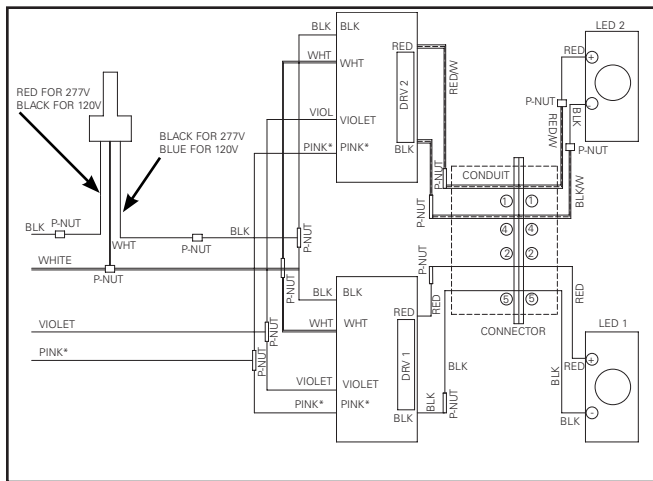 RED FOR 277V
BLACK FOR 120V
BLACK FOR 277V
BLUE FOR 120V
BLK
P-NUT
WHT
P-NUT
BLK
WHITE
P-NUT
VIOLET
PINK*
P-NUT
P-NUT
P-NUT
P-NUT
BLK
BLK
WHT
WHT
VIOL
VIOLET
PINK*
PINK*
RED
DRV 2
BLK
BLK
BLK
WHT
WHT
VIOLET
VIOLET
PINK*
PINK*
RED
DRV 1
BLK
RED/W
P-NUT
P-NUT
P-NUT
RED
BLK
BLK
P-NUT
CONDUIT
1 1
4 4
2 2
5 5
CONNECTOR
LED 2
RED
+
P-NUT
-
RED/W
BLK
P-NUT
BLK/W
RED
LED 1
RED
+
BLK
-
BLK